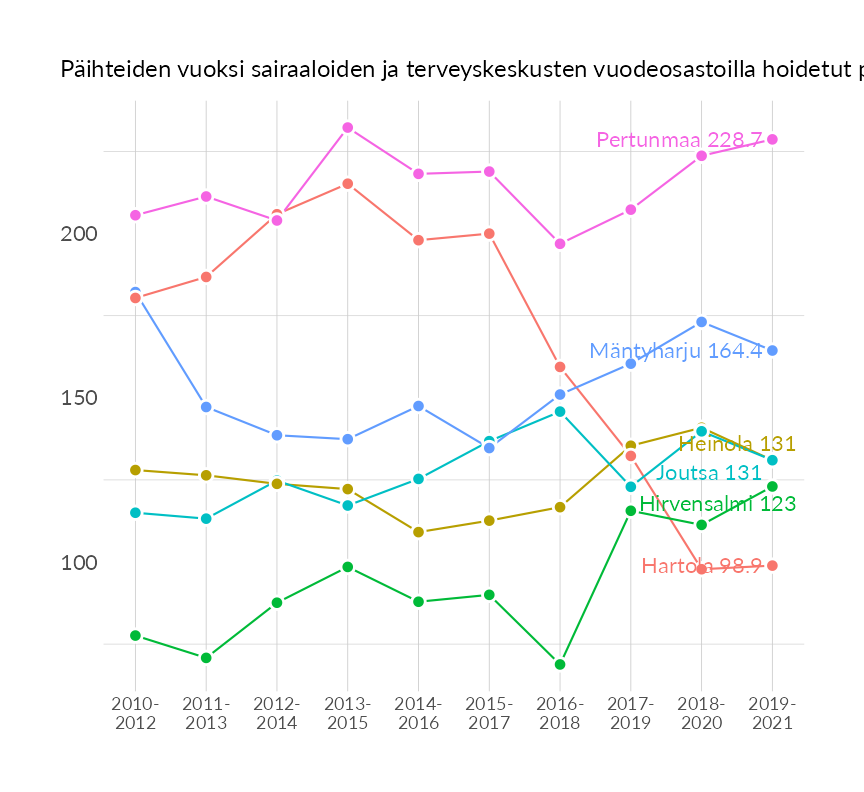 Päihteiden vuoksi sairaaloiden ja terveyskeskusten vuodeosastoilla hoidetut
Pertunmaa 228.7
200
Mäntyharju 164.4
150
Heinola 131
Joutsa 131
Hirvensalmi 123
100
Hartola 98.9
2010- 2011- 2012- 2013- 2014- 2015- 2016- 2017- 2018- 2019-
2012 2013 2014 2015 2016 2017 2018 2019 2020 2021